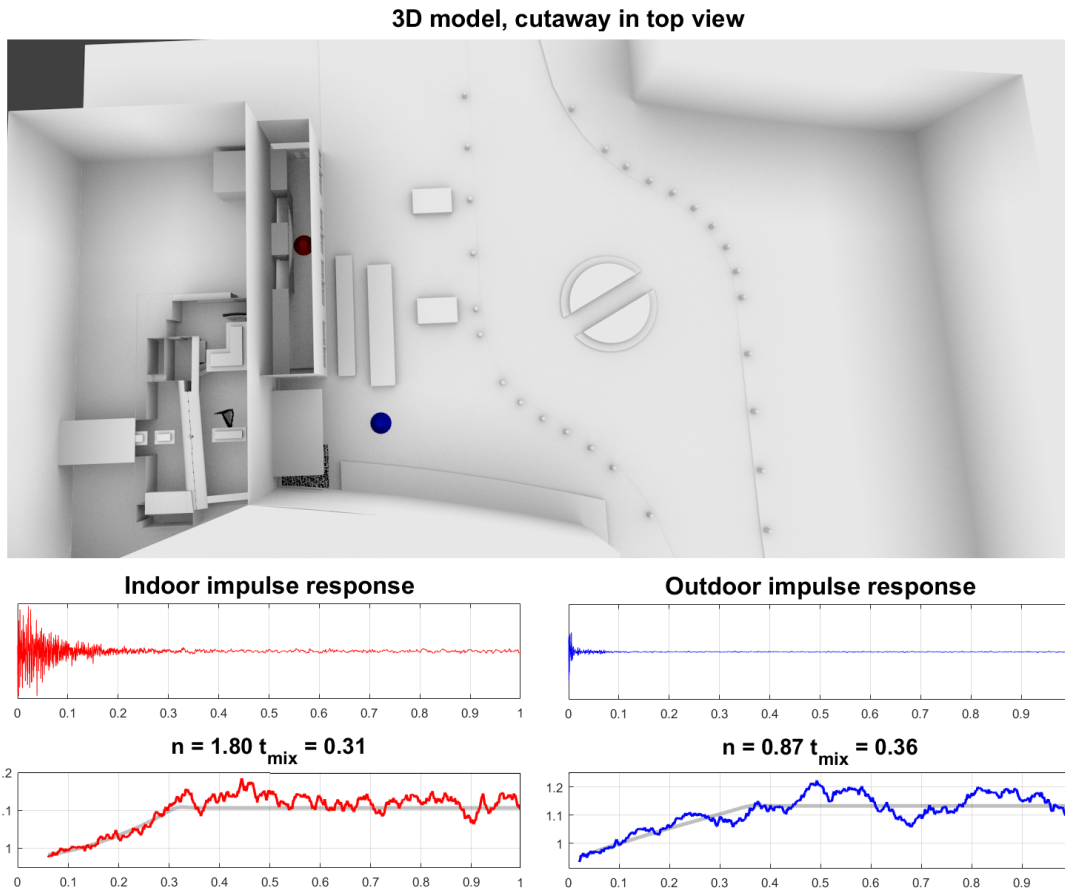 3D model, cutaway in top view
Indoor impulse response
Outdoor impulse response
0 0.1 0.2 0.3 0.4 0.5 0.6 0.7 0.8 0.9 1
0 0.1 0.2 0.3 0.4 0.5 0.6 0.7 0.8 0.9
n = 1.80 t_mix = 0.31
n = 0.87 t_mix = 0.36
.2
.1
1
0 0.1 0.2 0.3 0.4 0.5 0.6 0.7 0.8 0.9 1
1.2
1.1
1
0 0.1 0.2 0.3 0.4 0.5 0.6 0.7 0.8 0.9